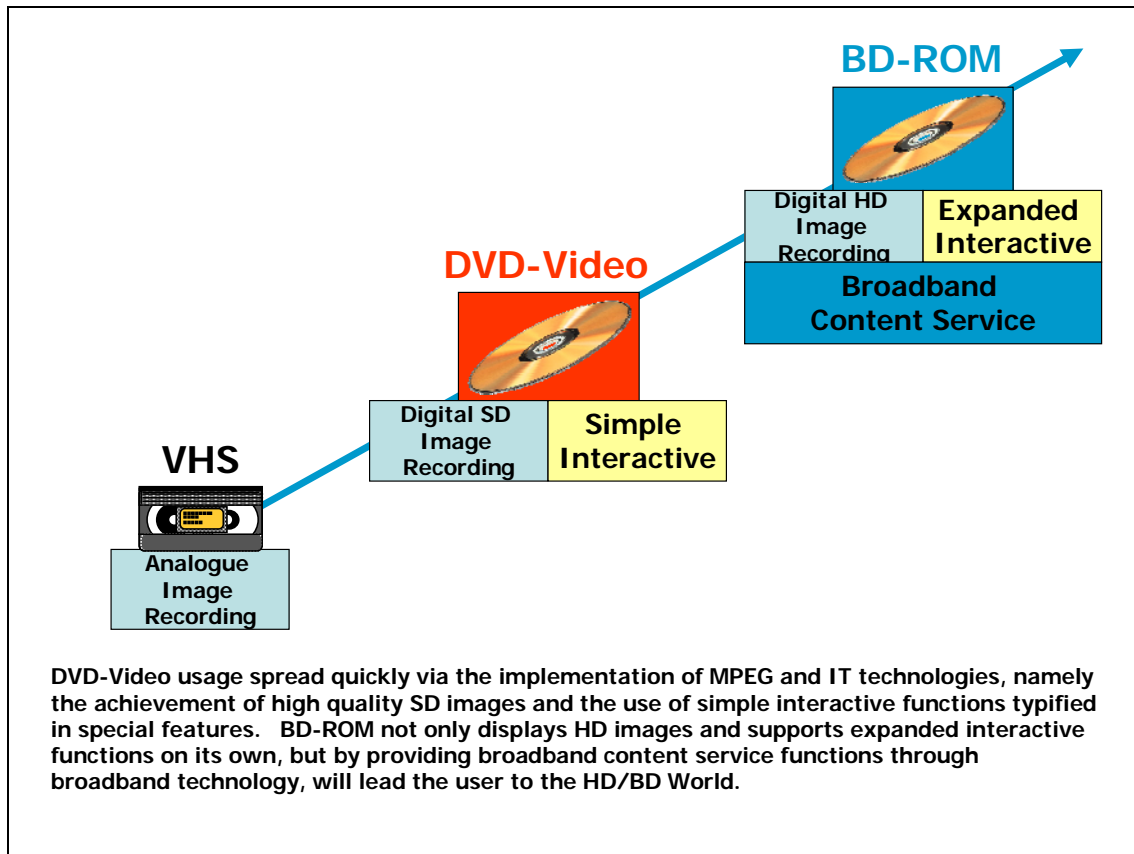 BD-ROM
Digital HD
Image
Recording
Expanded
Interactive
Broadband
Content Service
DVD-Video
Digital SD
Image
Recording
Simple
Interactive
VHS
Analogue
Image
Recording
DVD-Video usage spread quickly via the implementation of MPEG and IT technologies, namely
the achievement of high quality SD images and the use of simple interactive functions typified
in special features. BD-ROM not only displays HD images and supports expanded interactive
functions on its own, but by providing broadband content service functions through
broadband technology, will lead the user to the HD/BD World.